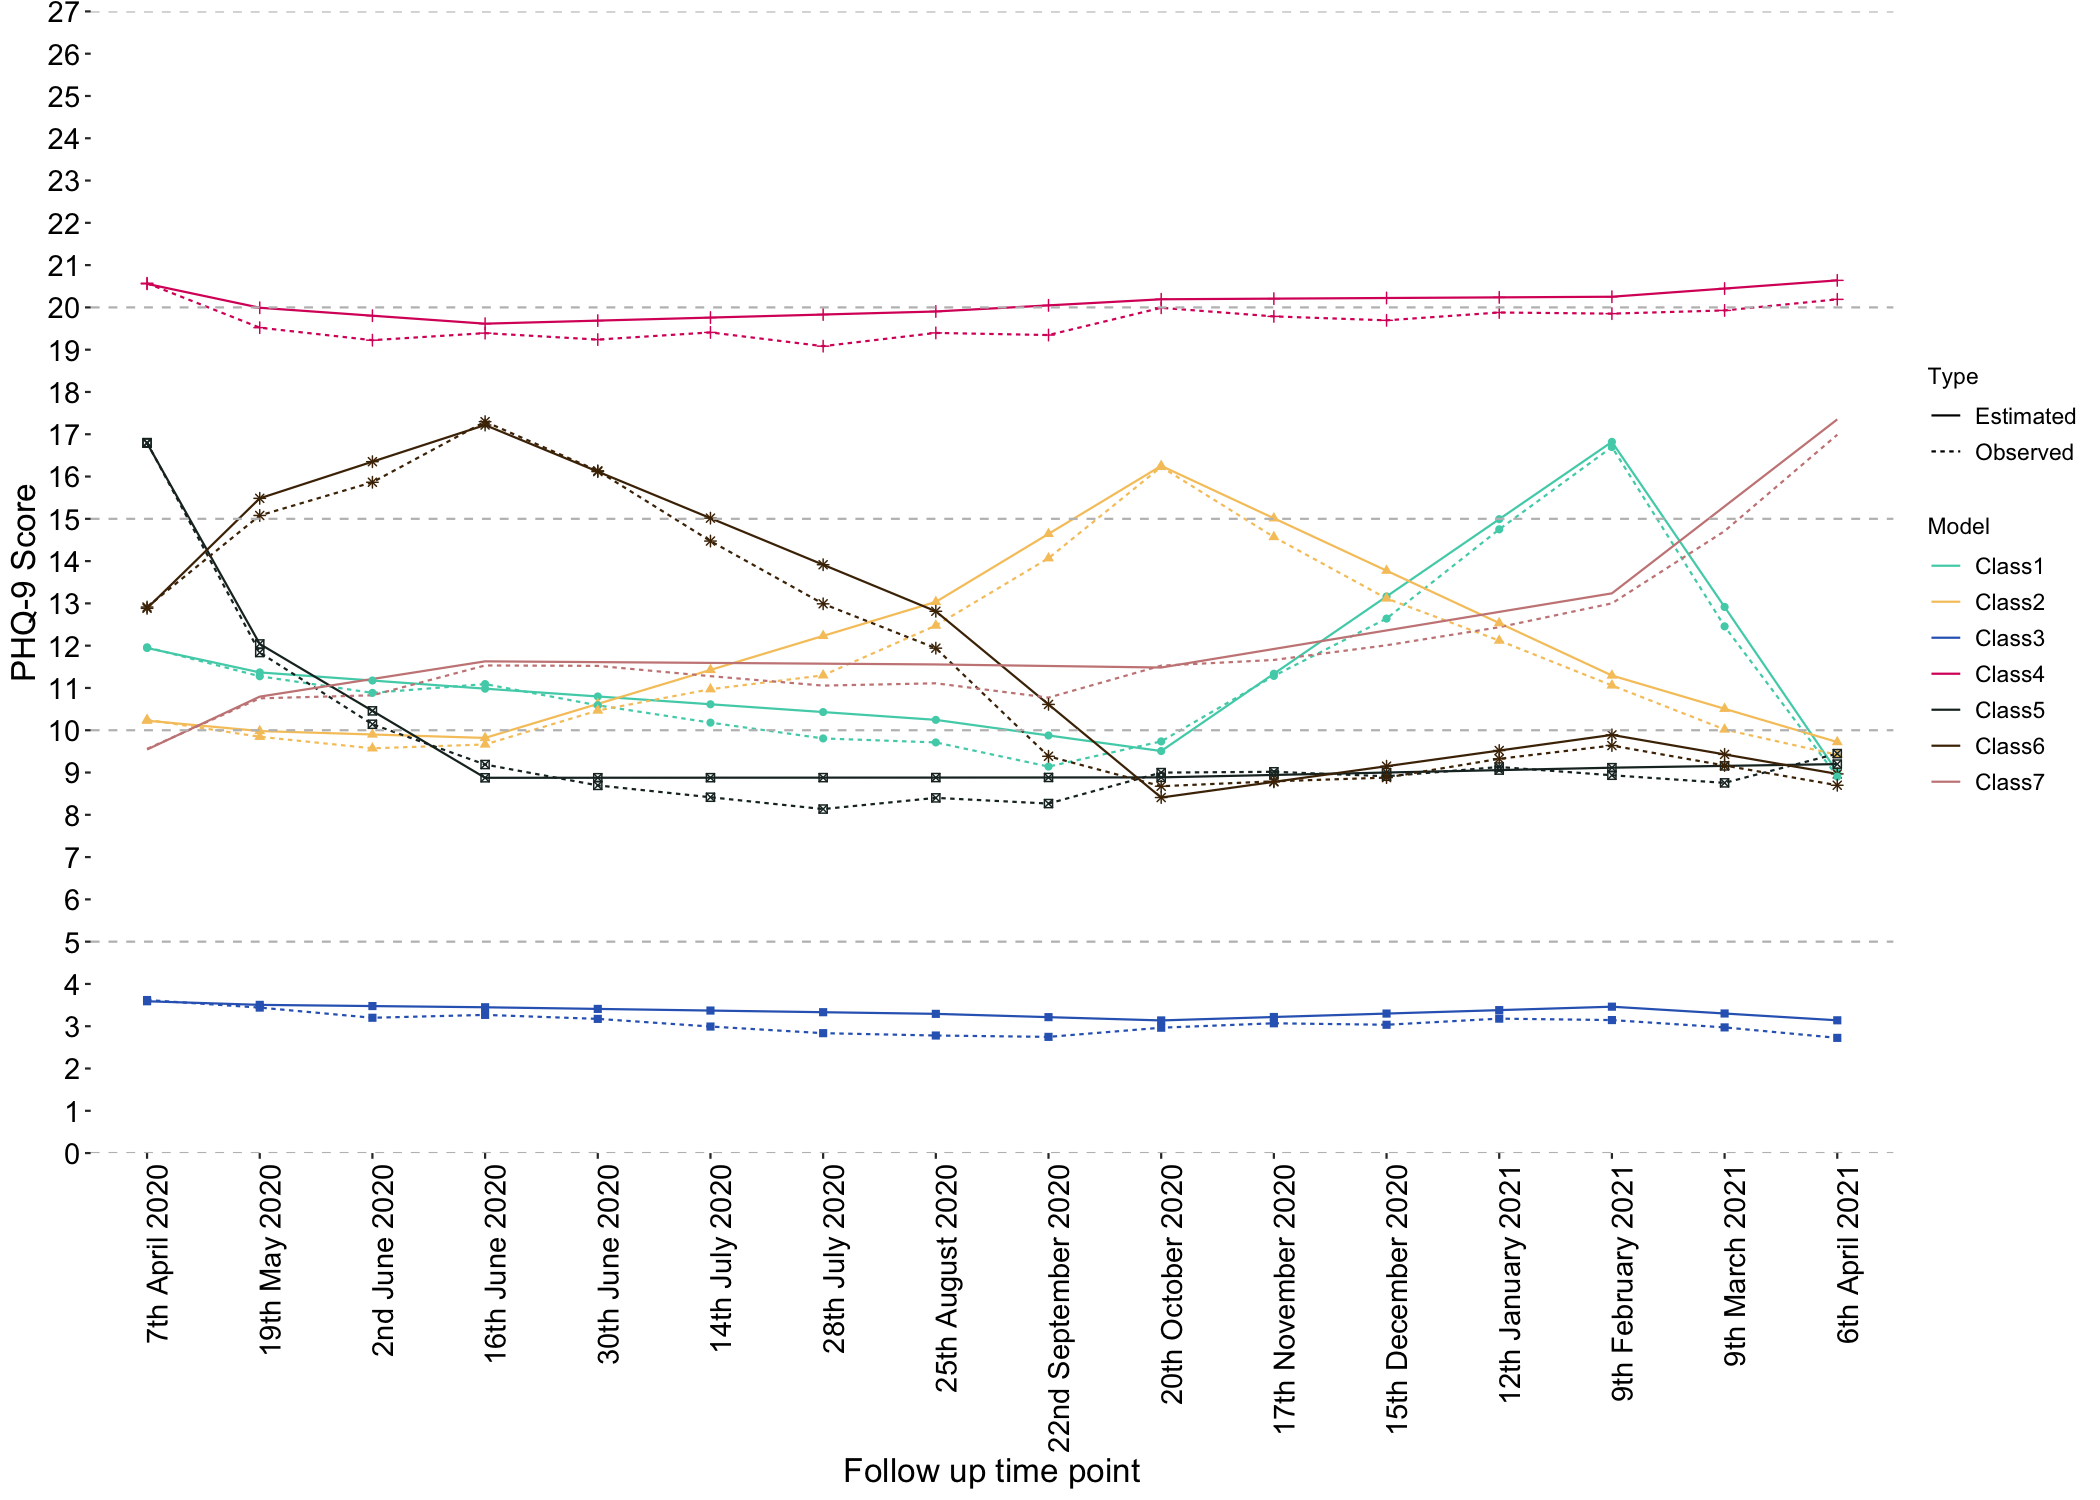 27
26
25
24
23
22
21
20
19
18
17
16
15
14
13
12
11
10
9
8
7
6
5
4
3
2
1
0
PHQ-9 Score
7th April 2020
19th May 2020
2nd June 2020
16th June 2020
30th June 2020
14th July 2020
28th July 2020
25th August 2020
22nd September 2020
20th October 2020
17th November 2020
15th December 2020
12th January 2021
9th February 2021
9th March 2021
6th April 2021
Follow up time point
Type
Estimated
Observed
Model
Class1
Class2
Class3
Class4
Class5
Class6
Class7